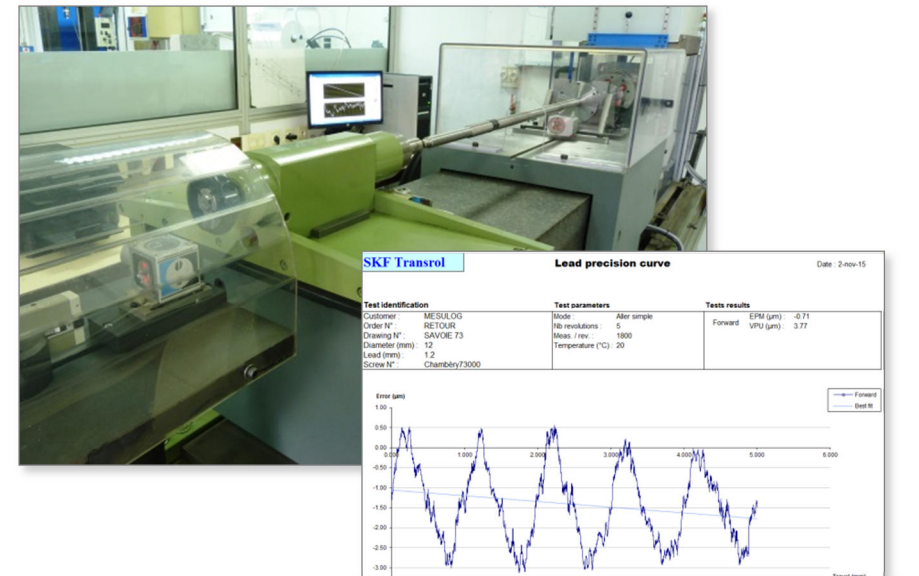 SKF Transrol
Lead precision curve
Date : 2-nov-15
Test identification
Test parameters
Tests results
Customer : MESULOG
Mode : Aller simple
Forward
EPM (µm) : -0.71
Order N° : RETOUR
Nb revolutions : 5
VPU (µm) : 3.77
Drawing N° : SAVOIE 73
Meas. / rev. : 1800
Diameter (mm) : 12
Temperature (°C) : 20
Lead (mm) : 1.2
Screw N° : Chambéry73000
Error (µm)
Forward
Best fit
1.00
0.50
0.00
0.000 1.000 2.000 3.000 4.000 5.000 6.000
-0.50
-1.00
-1.50
-2.00
-2.50
-3.00